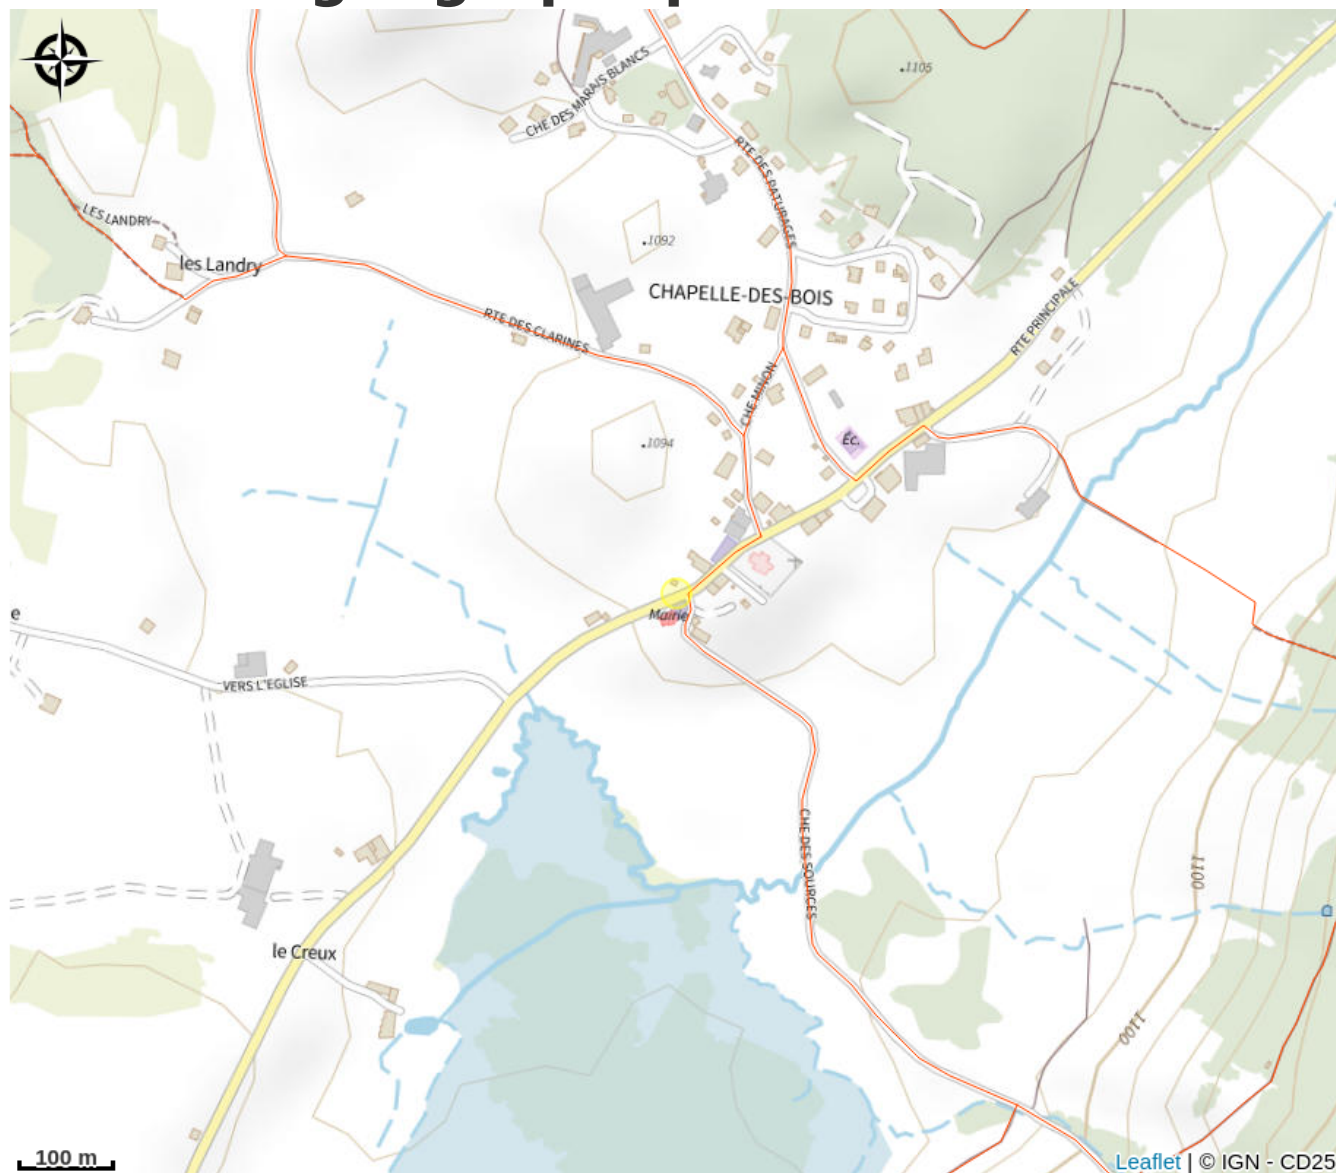 1105
CHE DES MARAIS BLANCS
RTE DES PATURAGES
LES LANDRY
les Landry
1092
CHAPELLE-DES-BOIS
RTE PRINCIPALE
RTE DES CLARINES
CHE MINON
1094
Éc.
Mairie
e
VERS L'EGLISE
CHE DES SOURCES
1100
le Creux
1100
100 m
Leaflet | © IGN - CD25